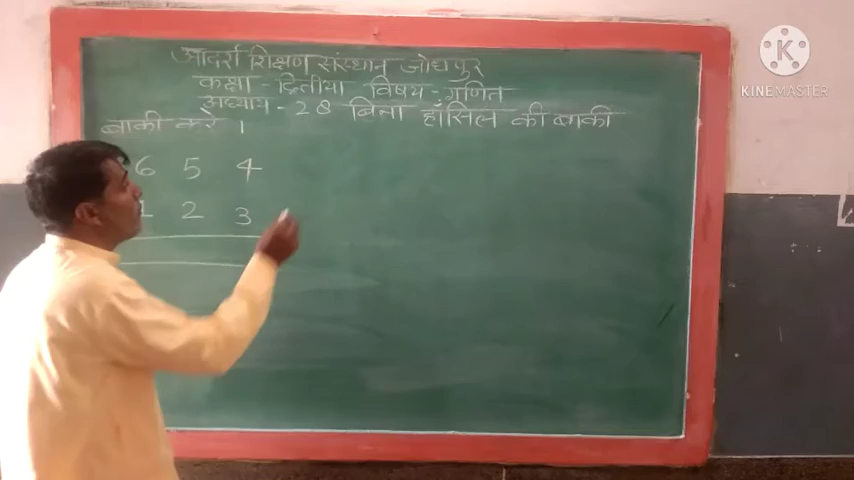 आदर्श शिक्षण संस्थान जोधपुर
कक्षा - द्वितीया विषय - गणित
अध्याय - 28 बिना हाँसिल की बाकी
बाकी करे ।
6 5 4
1 2 3
K
KINEMASTER